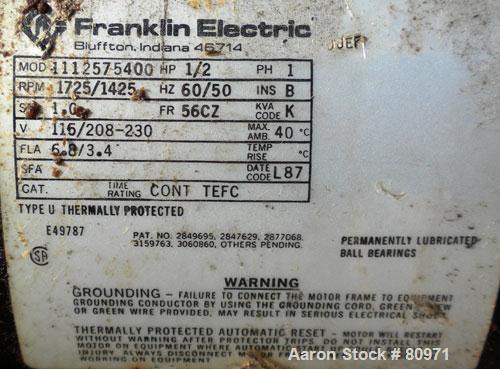 Franklin Electric
Bluffton, Indiana 46714
JJEF
MOD 1112575400 HP 1/2 PH 1
RPM 1725/1425 HZ 60/50 INS B
1.0 FR 56CZ KVA CODE K
V 116/208-230 MAX. AMB. 40 °C
FLA 6.8/3.4 TEMP RISE °C
SFA DATE CODE L87
CAT. TIME RATING CONT TEFC
TYPE U THERMALLY PROTECTED
E49787
PAT. NO. 2849695, 2847629, 2877068,
3159763, 3060860, OTHERS PENDING.
PERMANENTLY LUBRICATED
BALL BEARINGS
SA
WARNING
GROUNDING - FAILURE TO CONNECT THE MOTOR FRAME TO EQUIPMENT
GROUNDING CONDUCTOR BY USING THE GROUNDING CORD, GREEN SCREW
OR GREEN WIRE PROVIDED, MAY RESULT IN SERIOUS ELECTRICAL SHOCK.
THERMALLY PROTECTED AUTOMATIC RESET - MOTOR WILL RESTART
WITHOUT WARNING AFTER PROTECTOR TRIPS. DO NOT INSTALL
INJURY. ALWAYS DISCONNECT MOTOR
WORKING ON EQUIPMENT
Aaron Stock # 80971